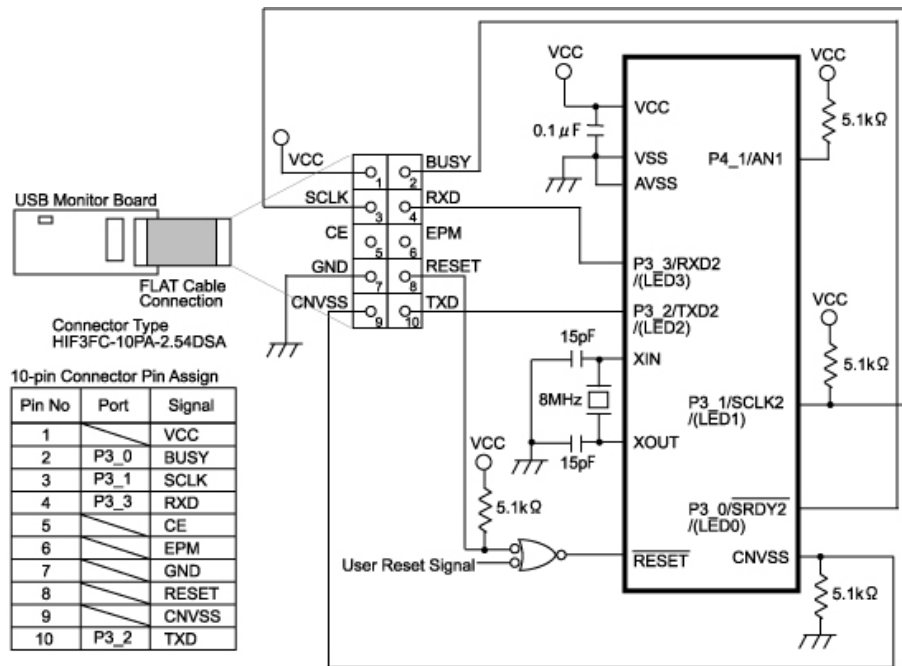 VCC
VCC
VCC
0.1μF
VSS
AVSS
P4_1/AN1
5.1kΩ
VCC
BUSY
1
2
SCLK
RXD
3
4
CE
EPM
5
6
GND
RESET
7
8
CNVSS
TXD
9
10
USB Monitor Board
FLAT Cable
Connection
Connector Type
HIF3FC-10PA-2.54DSA
P3_3/RXD2
/(LED3)
P3_2/TXD2
/(LED2)
VCC
5.1kΩ
15pF
XIN
8MHz
P3_1/SCLK2
/(LED1)
XOUT
15pF
VCC
5.1kΩ
P3_0/SRDY2
/(LED0)
User Reset Signal
RESET
CNVSS
5.1kΩ
10-pin Connector Pin Assign
Pin No Port Signal
1 VCC
2 P3_0 BUSY
3 P3_1 SCLK
4 P3_3 RXD
5 CE
6 EPM
7 GND
8 RESET
9 CNVSS
10 P3_2 TXD